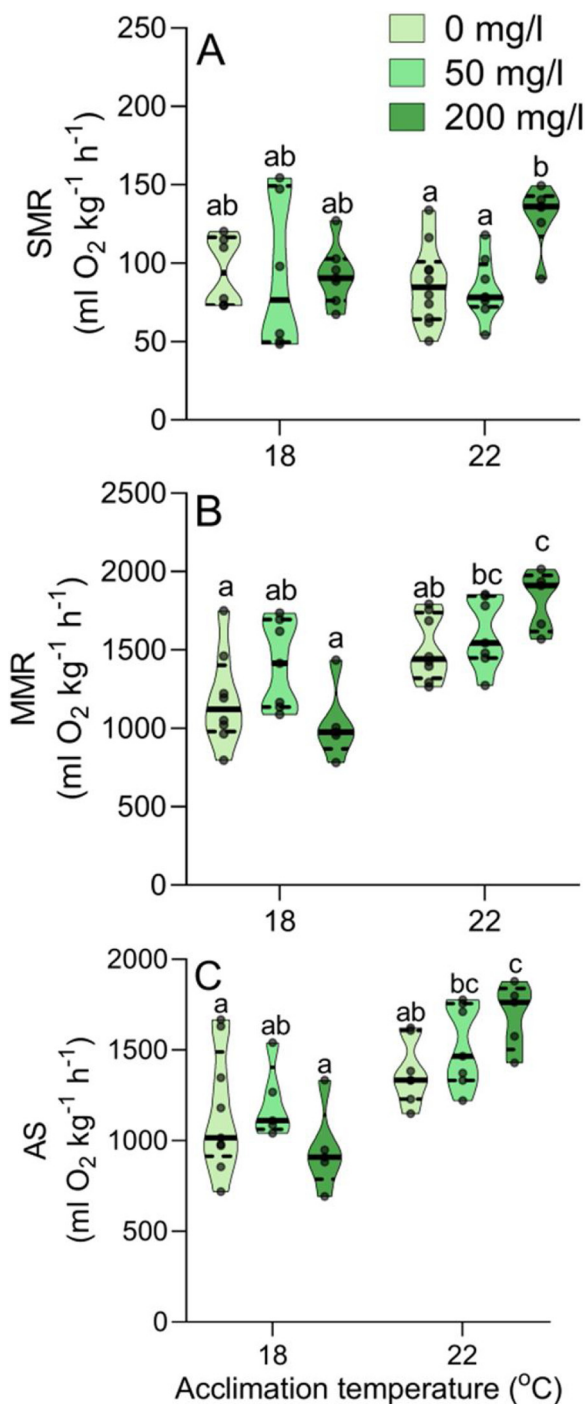 A
250
200
150
100
50
0
SMR
(ml O₂ kg⁻¹ h⁻¹)
0 mg/l
50 mg/l
200 mg/l
ab
ab
ab
a
a
b
18
22
B
2500
2000
1500
1000
500
0
MMR
(ml O₂ kg⁻¹ h⁻¹)
a
ab
a
ab
bc
c
18
22
C
2000
1500
1000
500
0
AS
(ml O₂ kg⁻¹ h⁻¹)
a
ab
a
ab
bc
c
18
22
Acclimation temperature (°C)